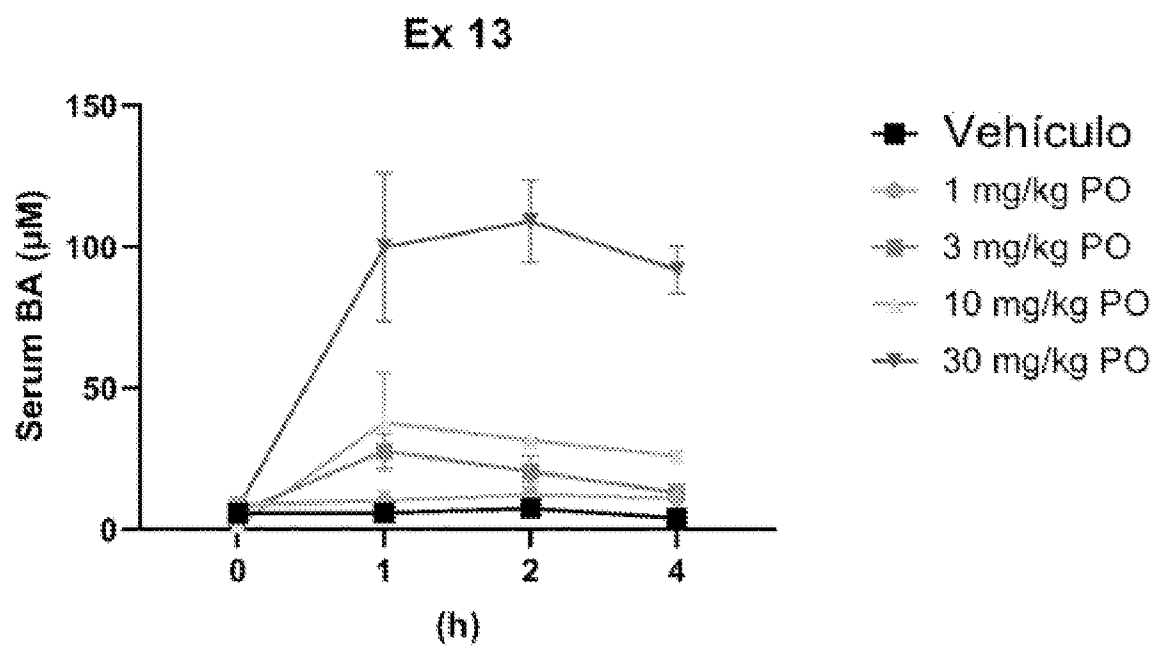 Ex 13
150
100
50
0
Serum BA (μM)
0 1 2 4
(h)
Vehículo
1 mg/kg PO
3 mg/kg PO
10 mg/kg PO
30 mg/kg PO